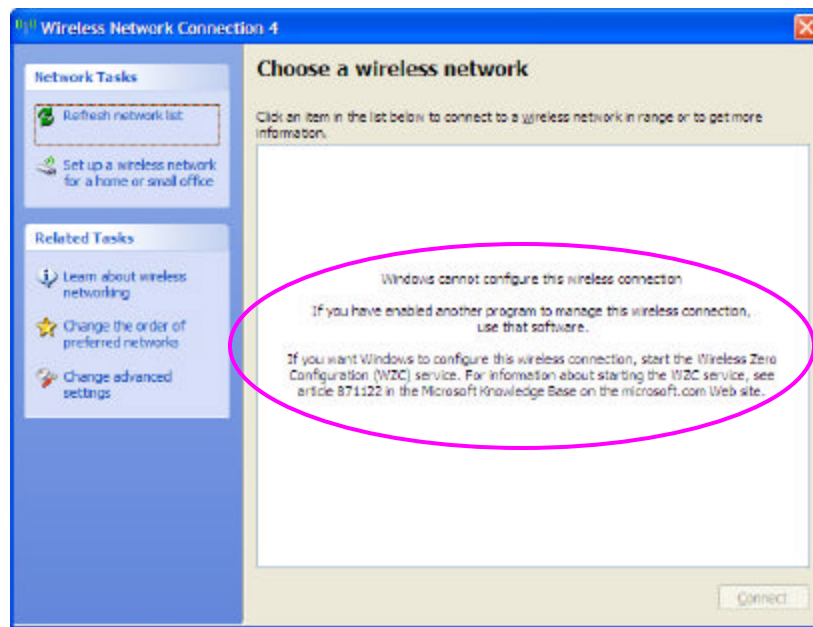 Wireless Network Connection 4
Network Tasks
Refresh network list
Set up a wireless network
for a home or small office
Related Tasks
Learn about wireless
networking
Change the order of
preferred networks
Change advanced
settings
Choose a wireless network
Click an item in the list below to connect to a wireless network in range or to get more
information.
Windows cannot configure this wireless connection
If you have enabled another program to manage this wireless connection,
use that software.
If you want Windows to configure this wireless connection, start the Wireless Zero
Configuration (WZC) service. For information about starting the WZC service, see
article 871122 in the Microsoft Knowledge Base on the microsoft.com Web site.
Connect